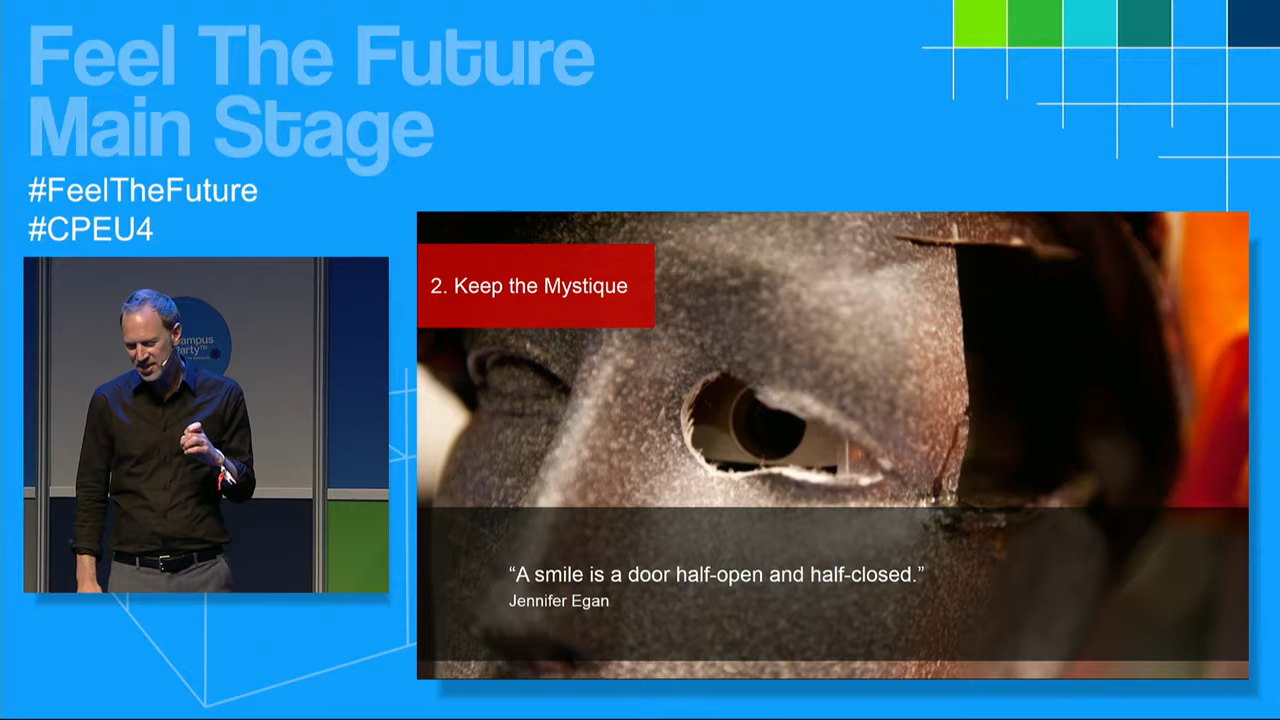 Feel The Future
Main Stage
#FeelTheFuture
#CPEU4
2. Keep the Mystique
“A smile is a door half-open and half-closed.”
Jennifer Egan